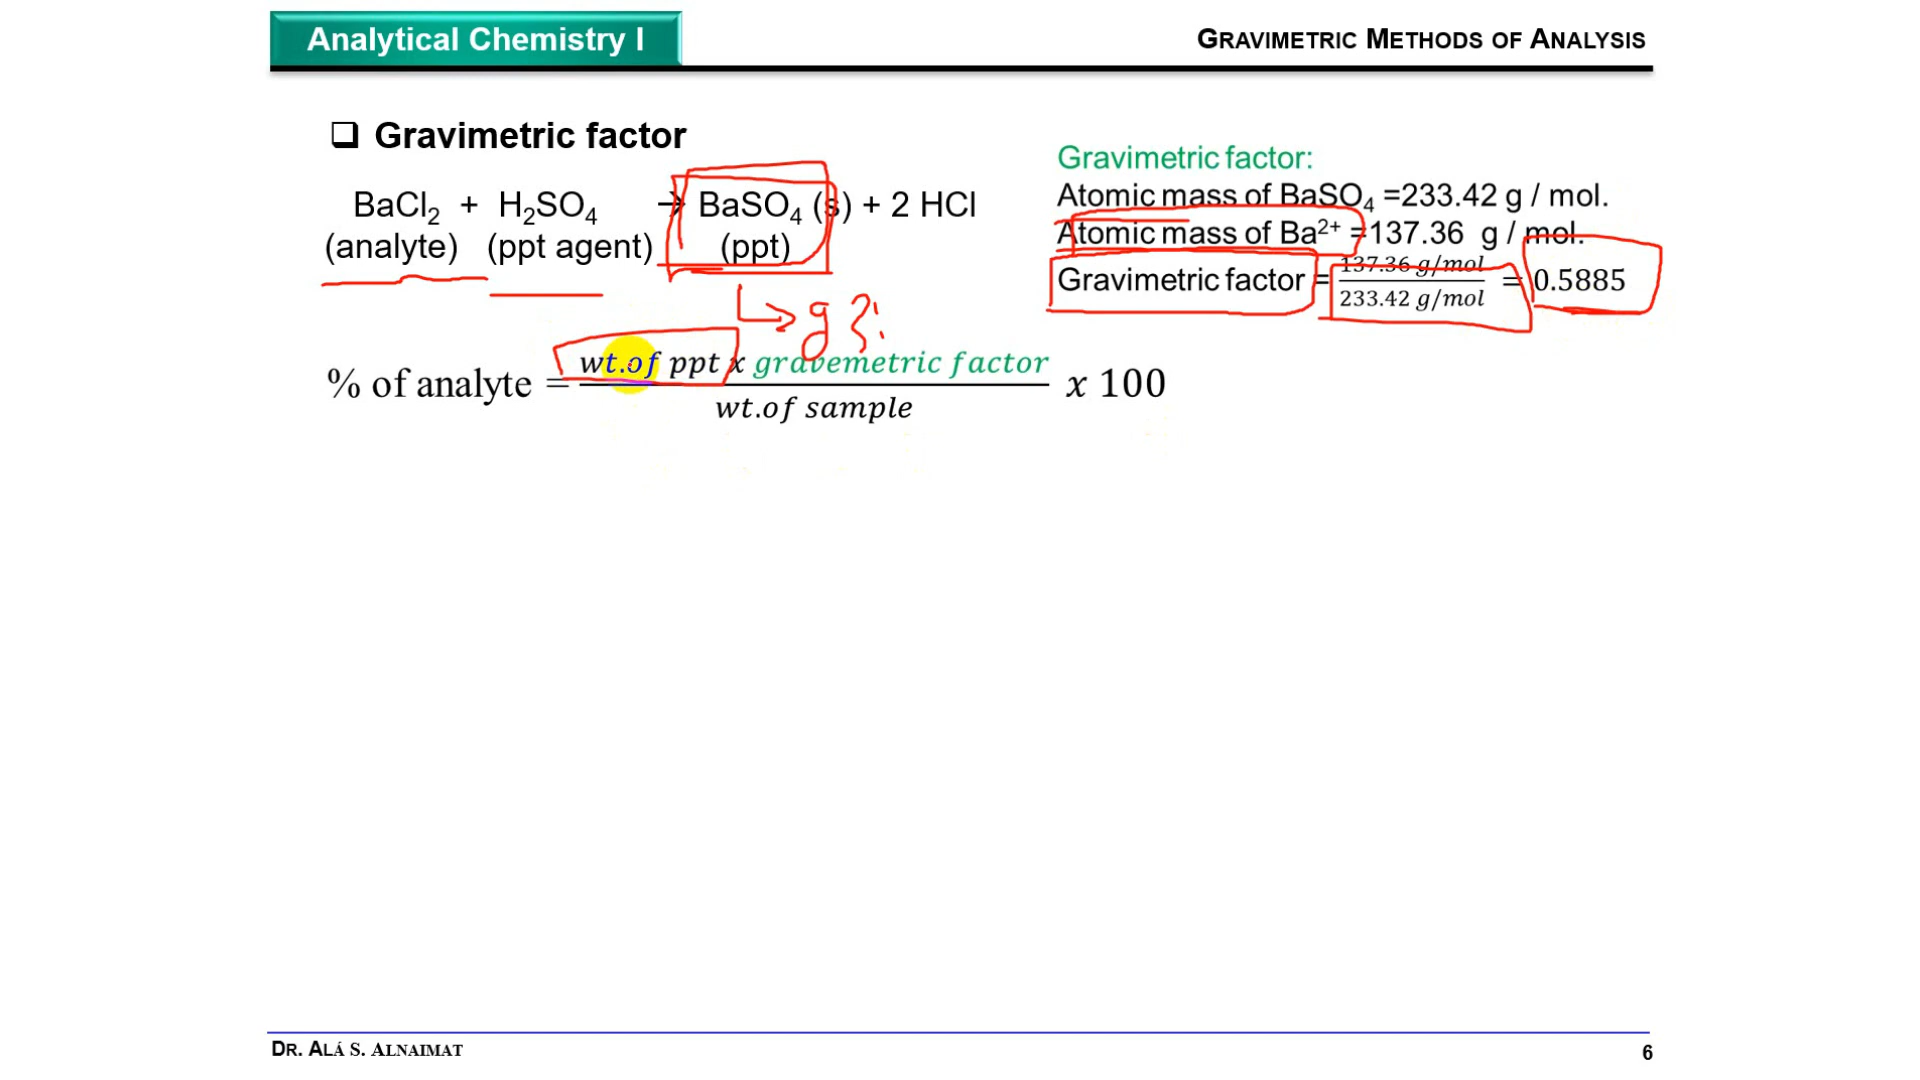 Analytical Chemistry I
GRAVIMETRIC METHODS OF ANALYSIS
❑ Gravimetric factor
BaCl₂ + H₂SO₄ → BaSO₄ (s) + 2 HCl
(analyte) (ppt agent) (ppt)
g ?!
Gravimetric factor:
Atomic mass of BaSO₄ =233.42 g / mol.
Atomic mass of Ba²⁺ =137.36 g / mol.
Gravimetric factor = 137.36 g/mol / 233.42 g/mol = 0.5885
% of analyte = wt.of ppt x gravemetric factor / wt.of sample x 100
DR. ALÁ S. ALNAIMAT
6